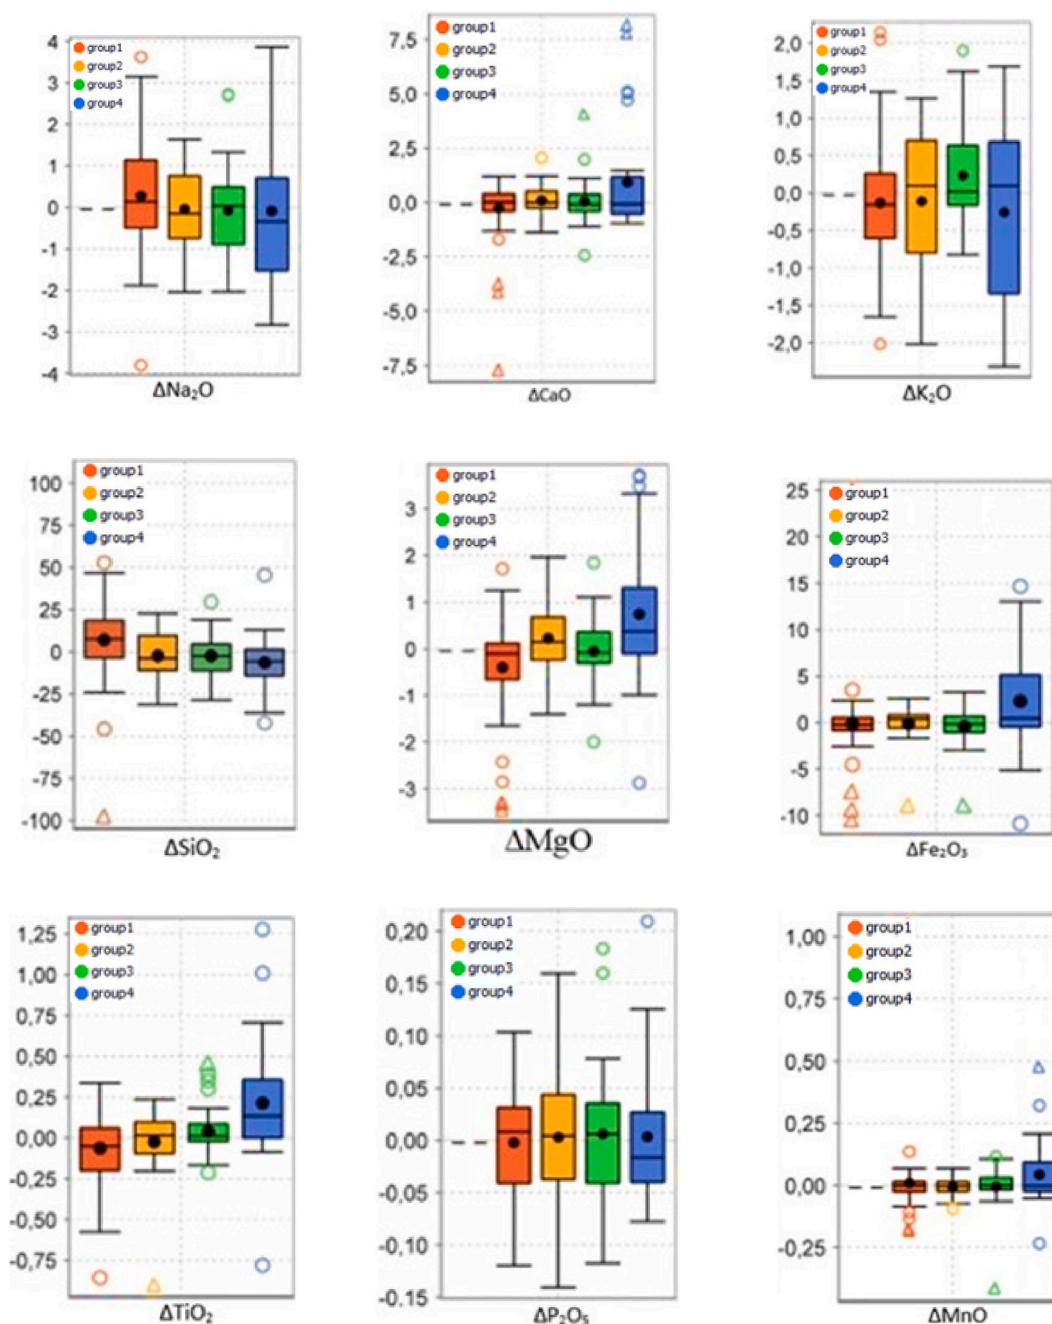 group1
group2
group3
group4
4
3
2
1
0
-1
-2
-3
-4
ΔNa₂O
group1
group2
group3
group4
7,5
5,0
2,5
0,0
-2,5
-5,0
-7,5
ΔCaO
group1
group2
group3
group4
2,0
1,5
1,0
0,5
0,0
-0,5
-1,0
-1,5
-2,0
ΔK₂O
group1
group2
group3
group4
100
75
50
25
0
-25
-50
-75
-100
ΔSiO₂
group1
group2
group3
group4
3
2
1
0
-1
-2
-3
ΔMgO
group1
group2
group3
group4
25
20
15
10
5
0
-5
-10
ΔFe₂O₃
group1
group2
group3
group4
1,25
1,00
0,75
0,50
0,25
0,00
-0,25
-0,50
-0,75
ΔTiO₂
group1
group2
group3
group4
0,20
0,15
0,10
0,05
0,00
-0,05
-0,10
-0.15
ΔP₂O₅
group1
group2
group3
group4
1,00
0,75
0,50
0,25
0,00
-0,25
ΔMnO